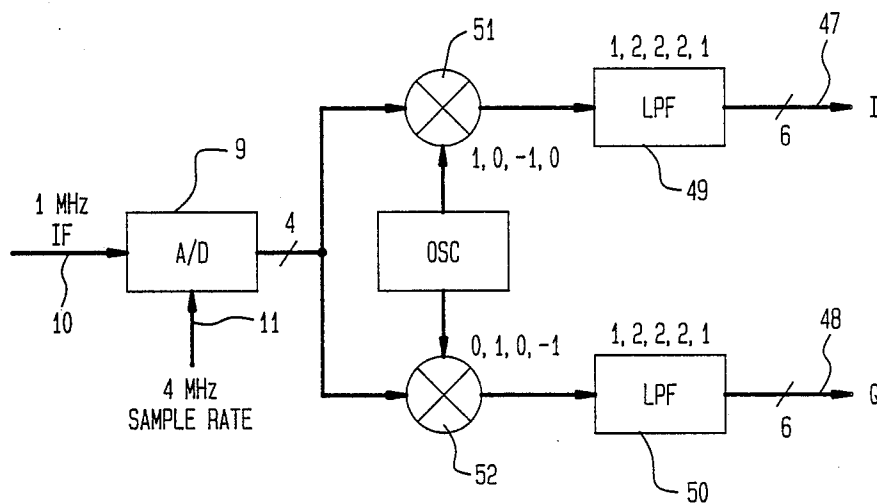 51
1, 2, 2, 2, 1
47
LPF
6
I
49
1, 0, -1, 0
9
1 MHz
IF
A/D
4
OSC
10
11
4 MHz
SAMPLE RATE
0, 1, 0, -1
52
1, 2, 2, 2, 1
48
LPF
6
Q
50